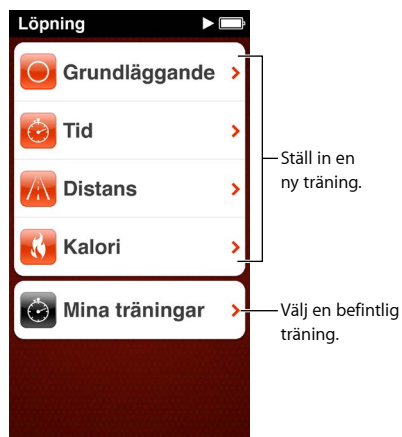 Löpning
Grundläggande
Tid
Distans
Kalori
Mina träningar
Ställ in en
ny träning.
Välj en befintlig
träning.